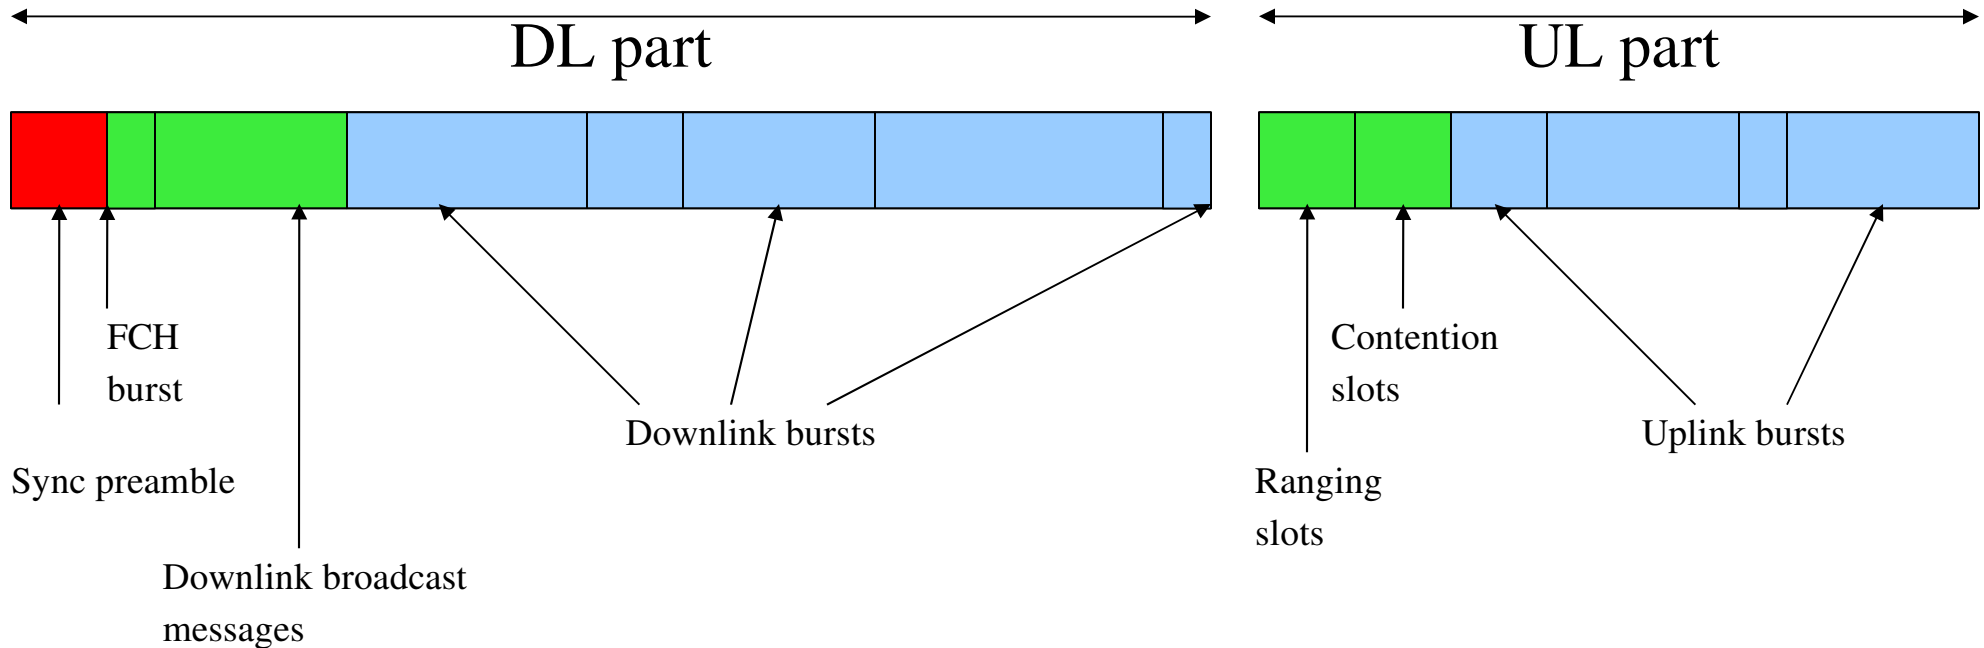 DL part
UL part
FCH
burst
Contention
slots
Downlink bursts
Uplink bursts
Sync preamble
Ranging
slots
Downlink broadcast
messages